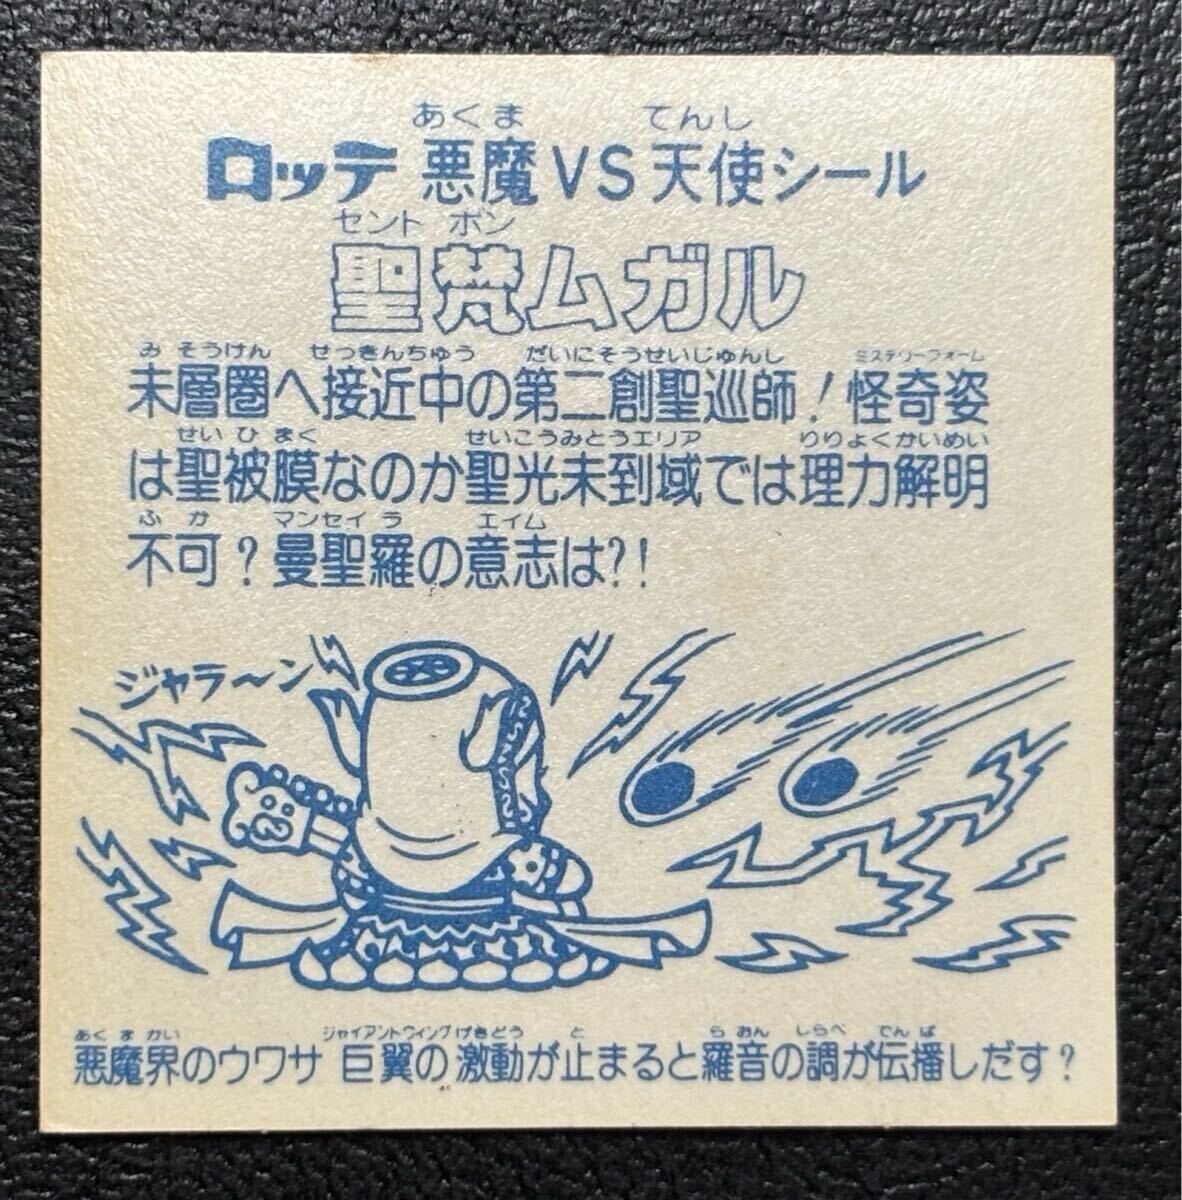 あくま てんし
ロッテ 悪魔VS天使シール
セント ボン
聖梵ムガル
み そうけん せっきんちゅう だいにそうせいじゅんし ミステリーフォーム
未層圏へ接近中の第二創聖巡師！怪奇姿
せい ひ まく せいこうみとうエリア りりょくかいめい
は聖被膜なのか聖光未到域では理力解明
ふ か マンセイ ラ エイム
不可？曼聖羅の意志は?!
ジャラ〜ン
あく ま かい ジャイアントウィング げきどう と ら おん しらべ でんぱ
悪魔界のウワサ 巨翼の激動が止まると羅音の調が伝播しだす？